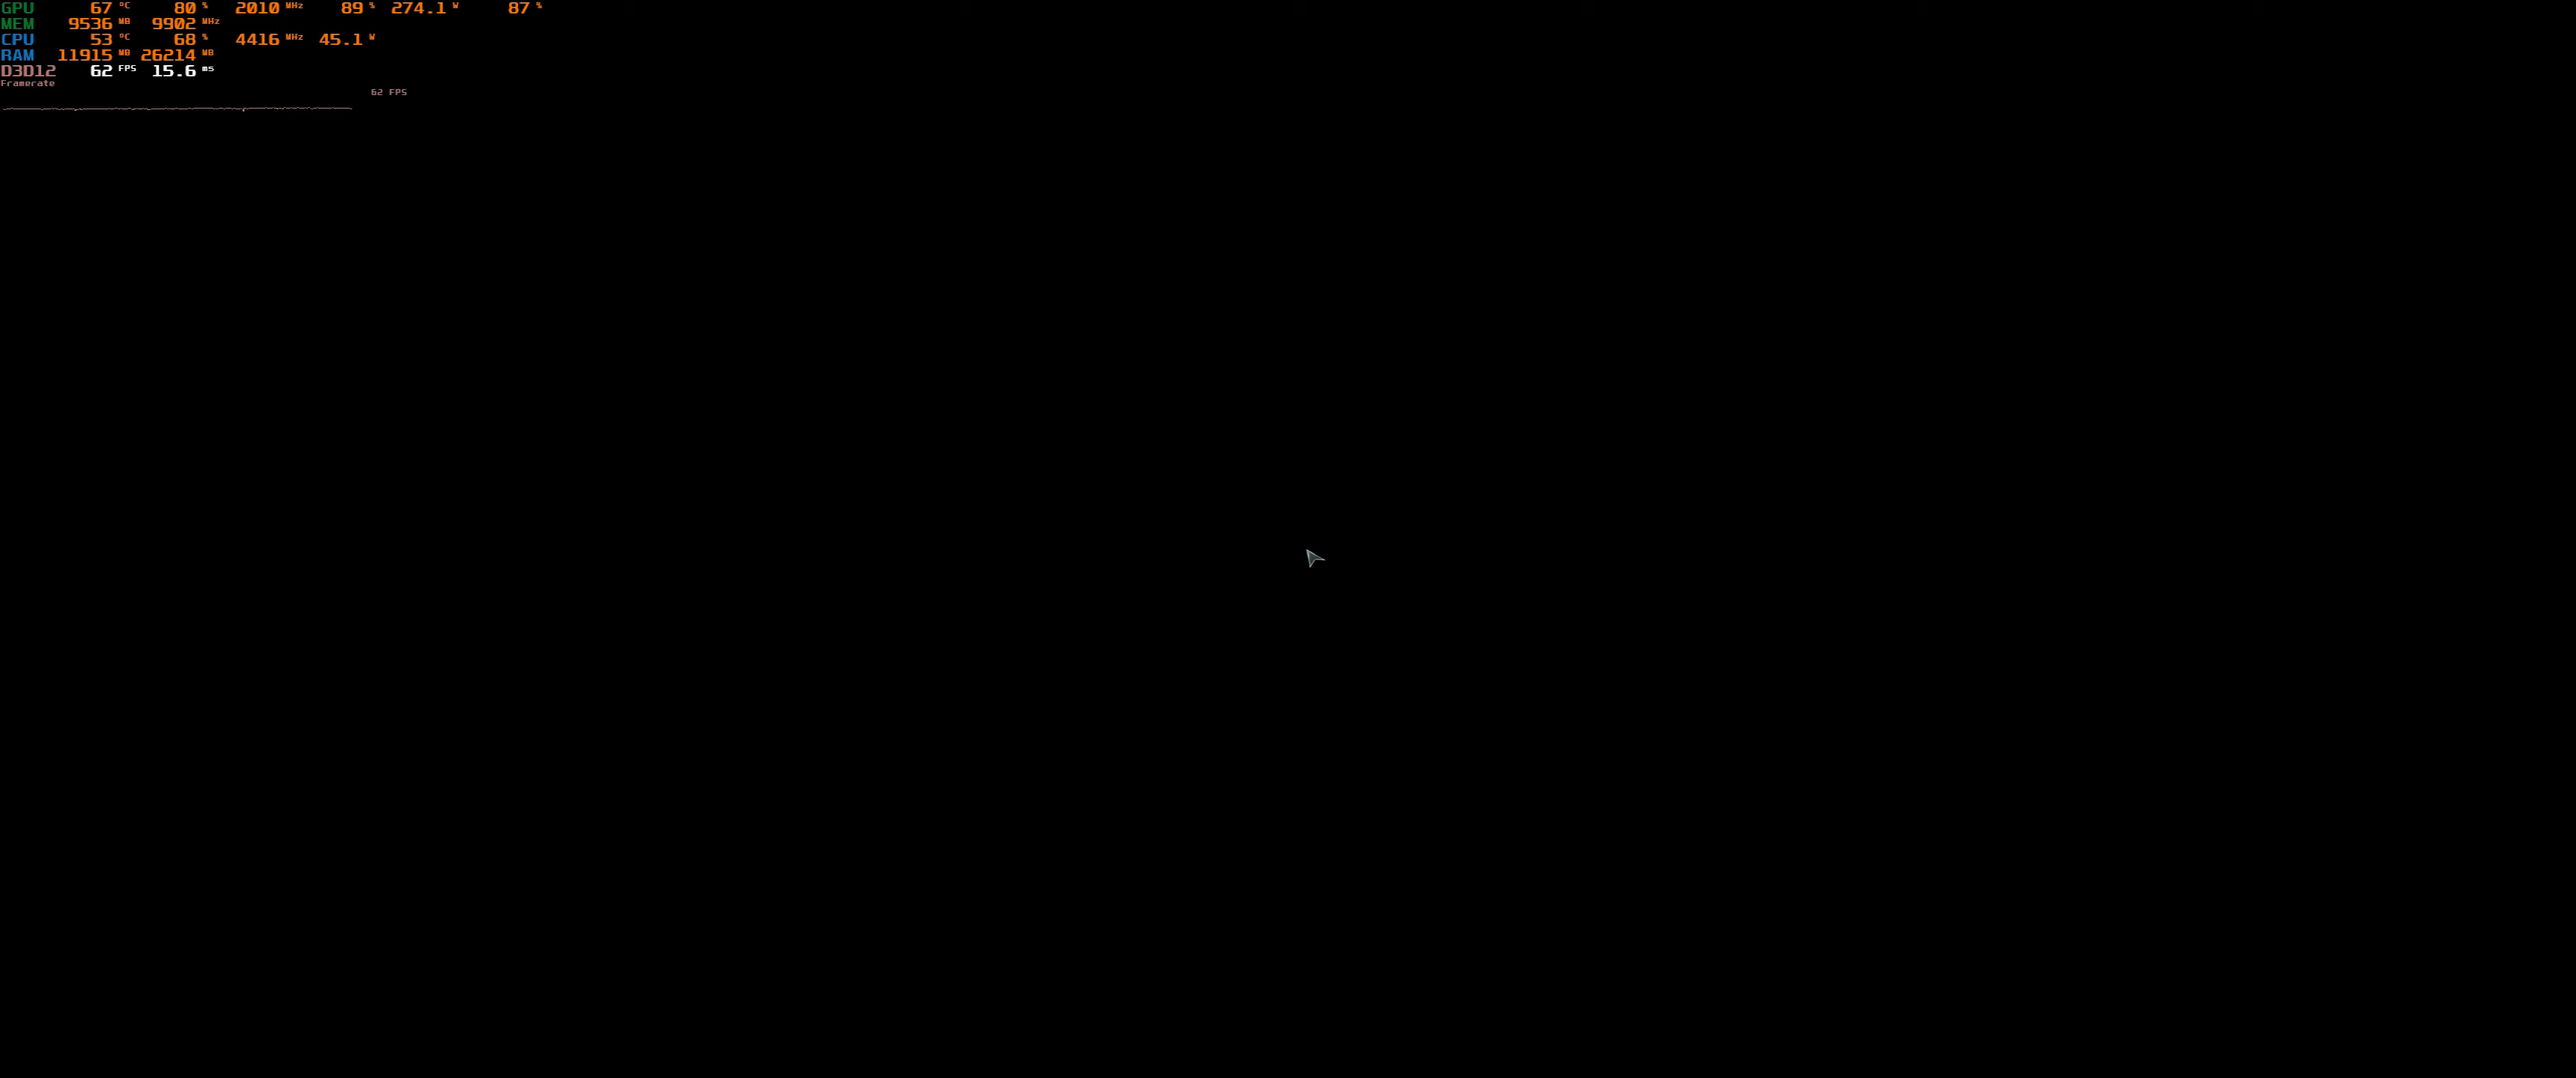 GPU 67 °C 80 % 2010 MHz 89 % 274.1 W 87 %
MEM 9536 MB 9902 MHz
CPU 53 °C 68 % 4416 MHz 45.1 W
RAM 11915 MB 26214 MB
D3D12 62 FPS 15.6 ms
Framerate
62 FPS